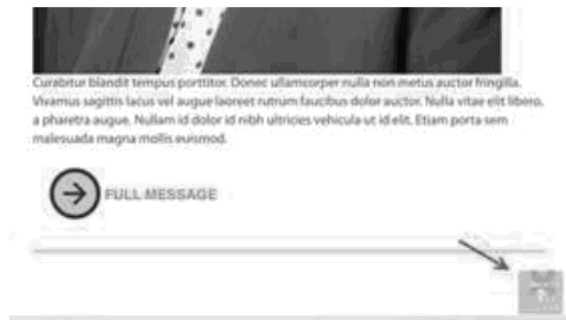 Curabitur blandit tempus porttitor. Donec ullamcorper nulla non metus auctor fringilla.
Vivamus sagittis lacus vel augue laoreet rutrum faucibus dolor auctor. Nulla vitae elit libero,
a pharetra augue. Nullam id dolor id nibh ultricies vehicula ut id elit. Etiam porta sem
malesuada magna mollis euismod.
FULL MESSAGE